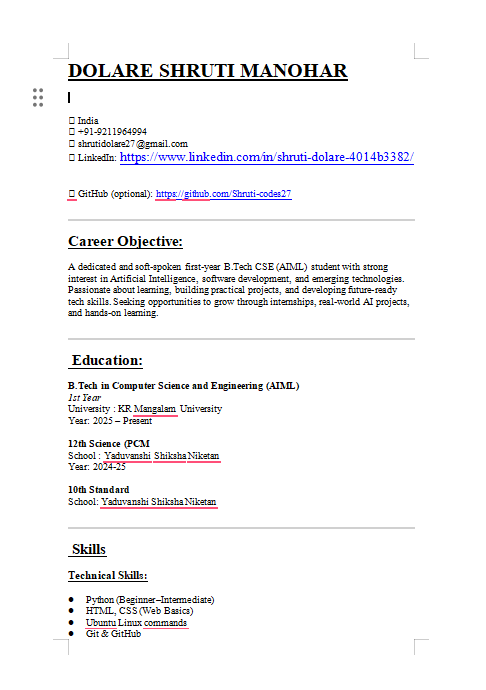 DOLARE SHRUTI MANOHAR
India
+91-9211964994
shrutidolare27@gmail.com
LinkedIn: https://www.linkedin.com/in/shruti-dolare-4014b3382/
GitHub (optional): https://github.com/Shruti-codes27
Career Objective:
A dedicated and soft-spoken first-year B.Tech CSE (AIML) student with strong
interest in Artificial Intelligence, software development, and emerging technologies.
Passionate about learning, building practical projects, and developing future-ready
tech skills. Seeking opportunities to grow through internships, real-world AI projects,
and hands-on learning.
Education:
B.Tech in Computer Science and Engineering (AIML)
1st Year
University : KR Mangalam University
Year: 2025 – Present
12th Science (PCM
School : Yaduvanshi Shiksha Niketan
Year: 2024-25
10th Standard
School: Yaduvanshi Shiksha Niketan
Skills
Technical Skills:
● Python (Beginner–Intermediate)
● HTML, CSS (Web Basics)
● Ubuntu Linux commands
● Git & GitHub